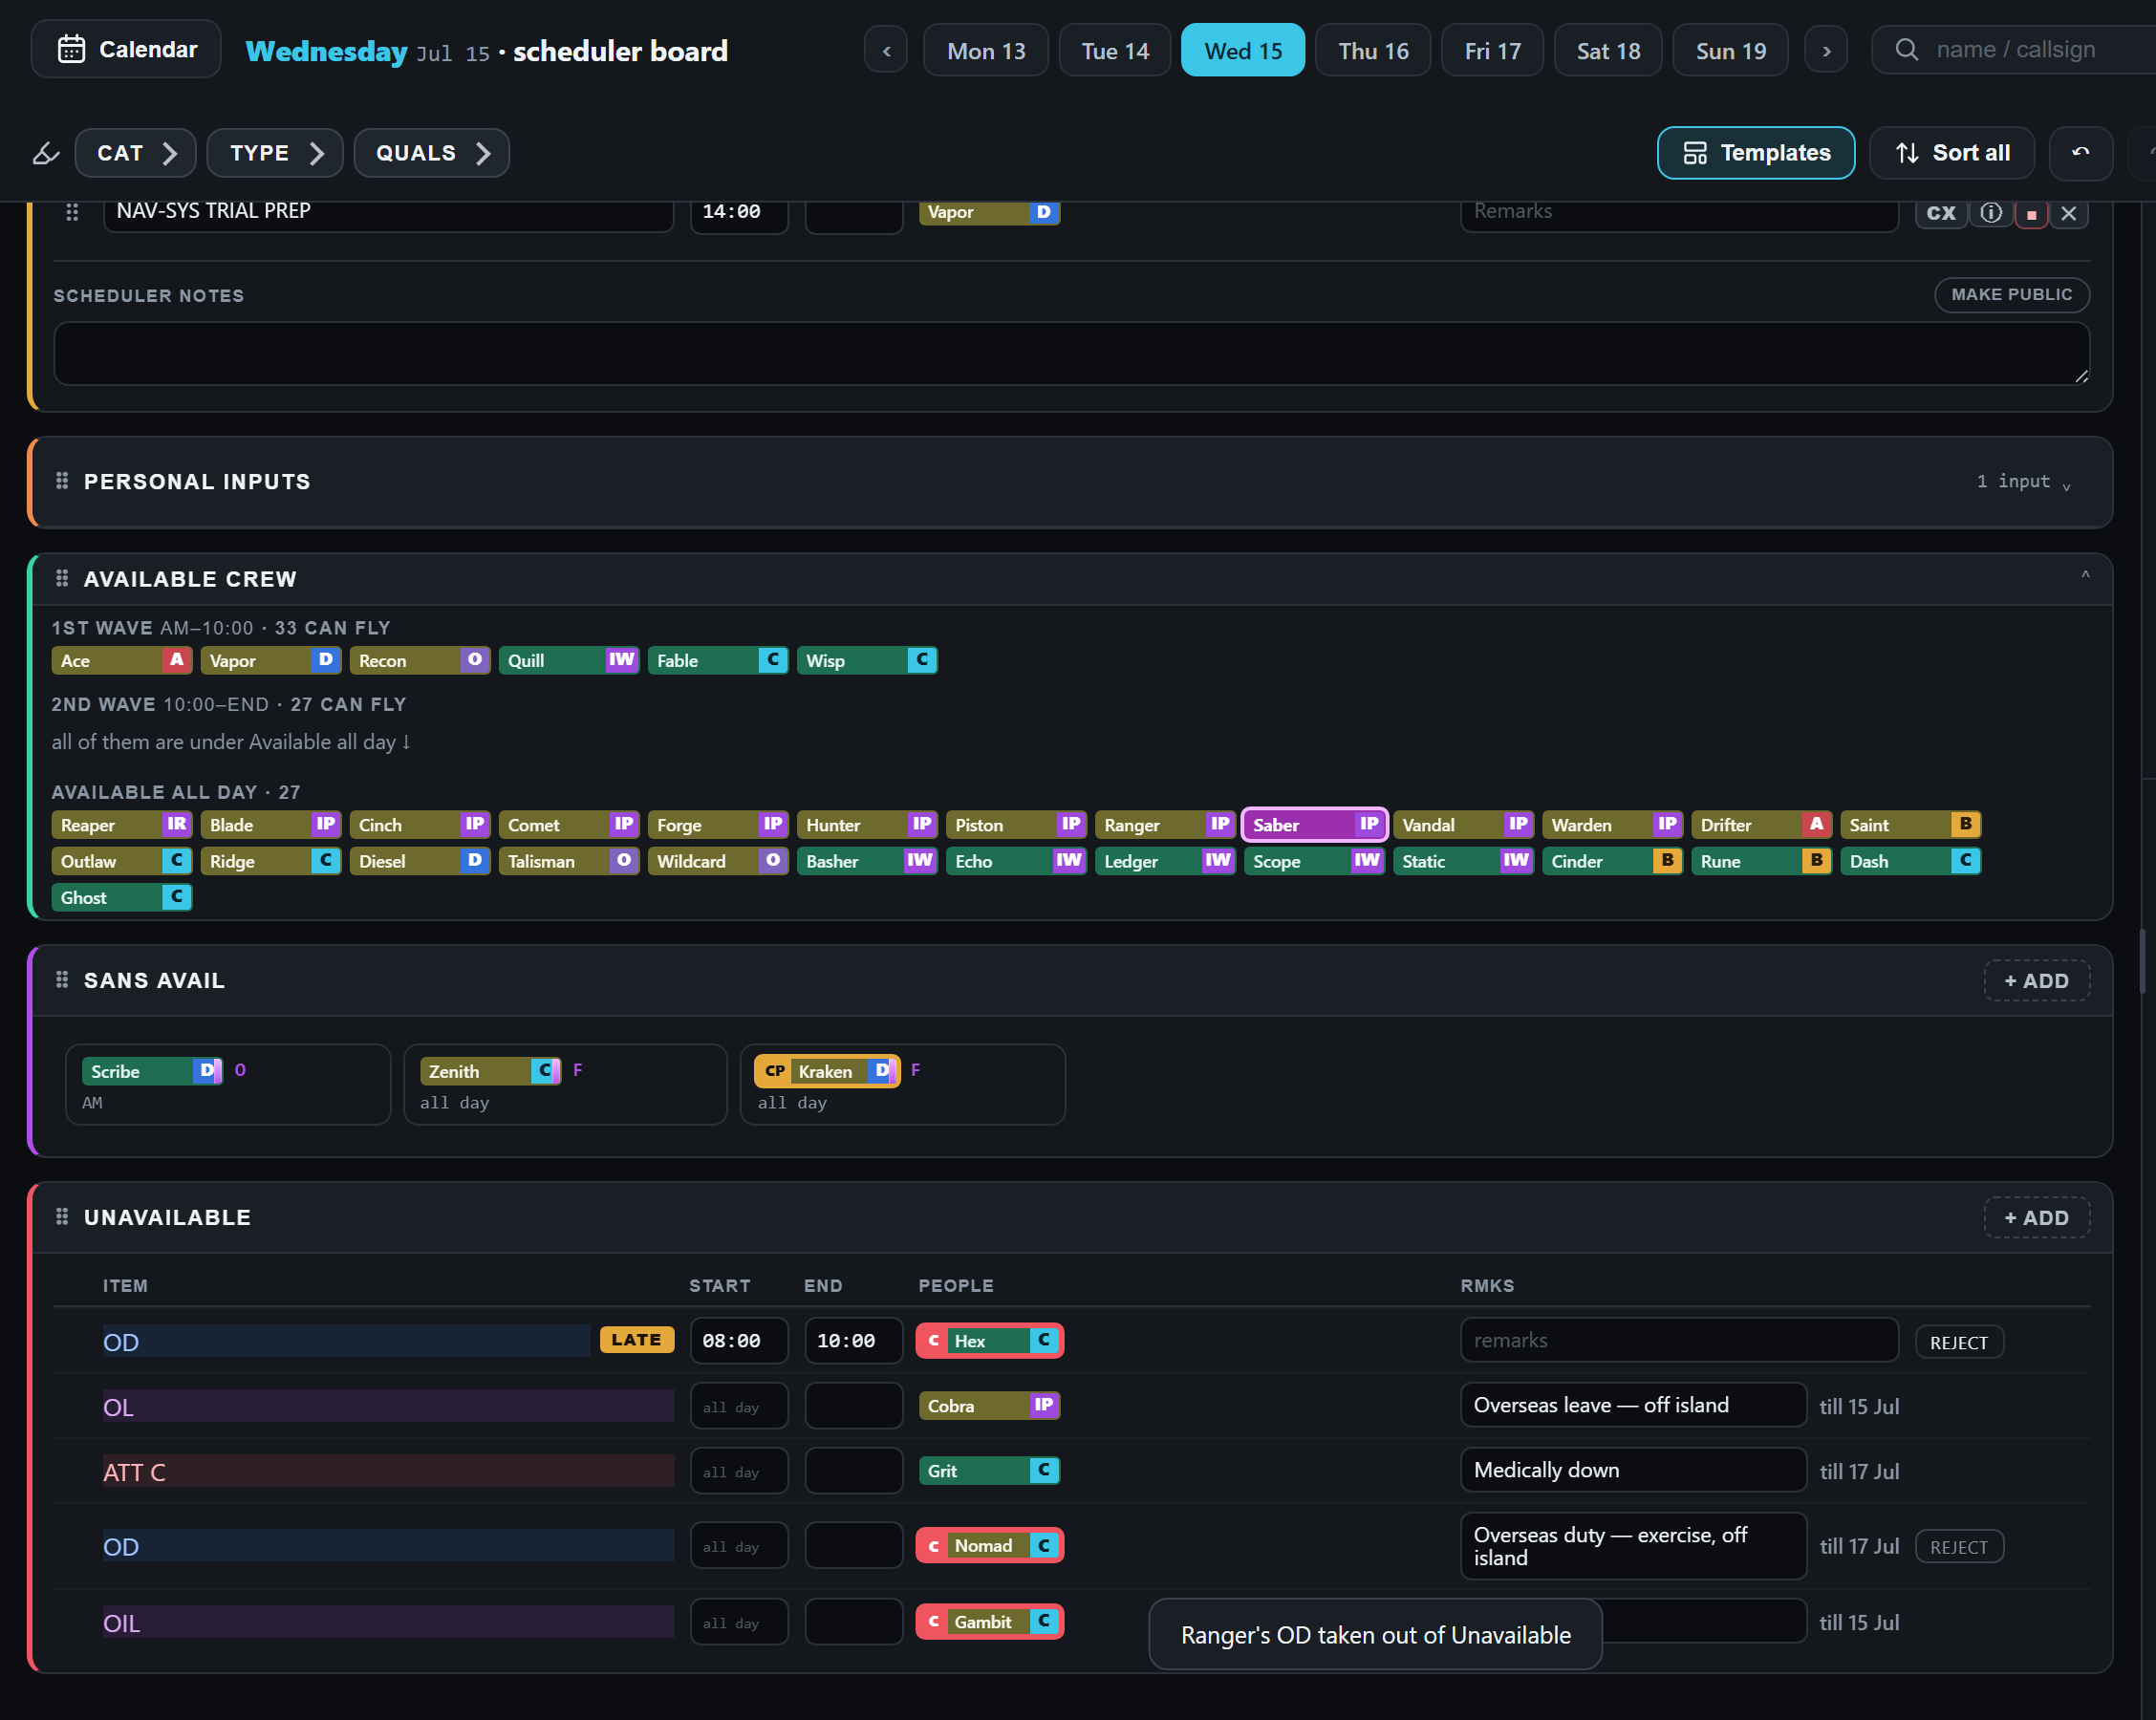 Calendar
Wednesday Jul 15 · scheduler board
‹ Mon 13 Tue 14 Wed 15 Thu 16 Fri 17 Sat 18 Sun 19 ›
name / callsign
CAT TYPE QUALS
Templates Sort all
NAV-SYS TRIAL PREP 14:00 Vapor D Remarks CX
SCHEDULER NOTES MAKE PUBLIC
PERSONAL INPUTS 1 input
AVAILABLE CREW
1ST WAVE AM–10:00 · 33 CAN FLY
Ace A Vapor D Recon O Quill IW Fable C Wisp C
2ND WAVE 10:00–END · 27 CAN FLY
all of them are under Available all day ↓
AVAILABLE ALL DAY · 27
Reaper IR Blade IP Cinch IP Comet IP Forge IP Hunter IP Piston IP Ranger IP Saber IP Vandal IP Warden IP Drifter A Saint B
Outlaw C Ridge C Diesel D Talisman O Wildcard O Basher IW Echo IW Ledger IW Scope IW Static IW Cinder B Rune B Dash C
Ghost C
SANS AVAIL + ADD
Scribe D O
AM
Zenith C F
all day
CP Kraken D F
all day
UNAVAILABLE + ADD
ITEM START END PEOPLE RMKS
OD LATE 08:00 10:00 C Hex C remarks REJECT
OL all day Cobra IP Overseas leave — off island till 15 Jul
ATT C all day Grit C Medically down till 17 Jul
OD all day C Nomad C Overseas duty — exercise, off island till 17 Jul REJECT
OIL all day C Gambit C till 15 Jul
Ranger's OD taken out of Unavailable